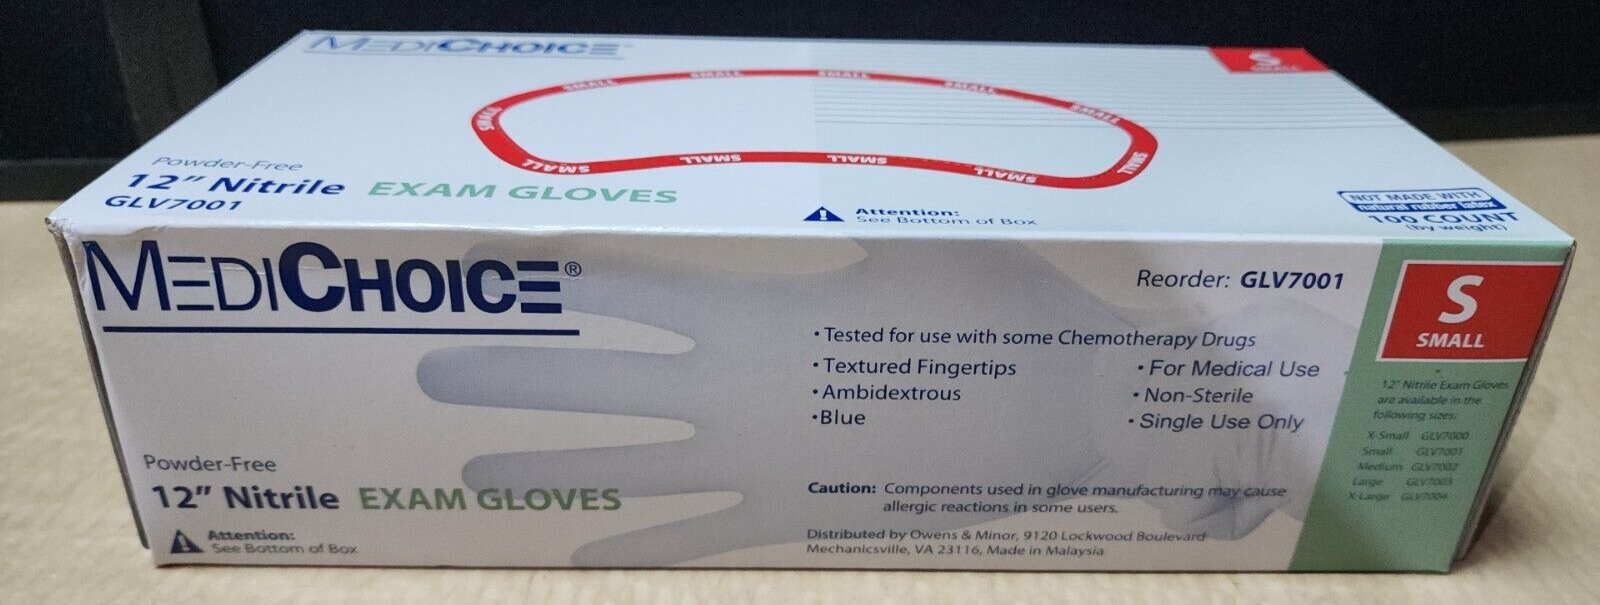 MEDICHOICE®
S
SMALL
SMALL SMALL SMALL SMALL SMALL
SMALL SMALL
SMALL SMALL SMALL SMALL
Powder-Free
12” Nitrile EXAM GLOVES
GLV7001
Attention:
See Bottom of Box
NOT MADE WITH
natural rubber latex
100 COUNT
(by weight)
MEDICHOICE®
Powder-Free
12” Nitrile EXAM GLOVES
Attention:
See Bottom of Box
Reorder: GLV7001
• Tested for use with some Chemotherapy Drugs
• Textured Fingertips
• Ambidextrous
• Blue
• For Medical Use
• Non-Sterile
• Single Use Only
Caution: Components used in glove manufacturing may cause
allergic reactions in some users.
Distributed by Owens & Minor, 9120 Lockwood Boulevard
Mechanicsville, VA 23116, Made in Malaysia
S
SMALL
12” Nitrile Exam Gloves
are available in the
following sizes:
X-Small GLV7000
Small GLV7001
Medium GLV7002
Large GLV7003
X-Large GLV7004